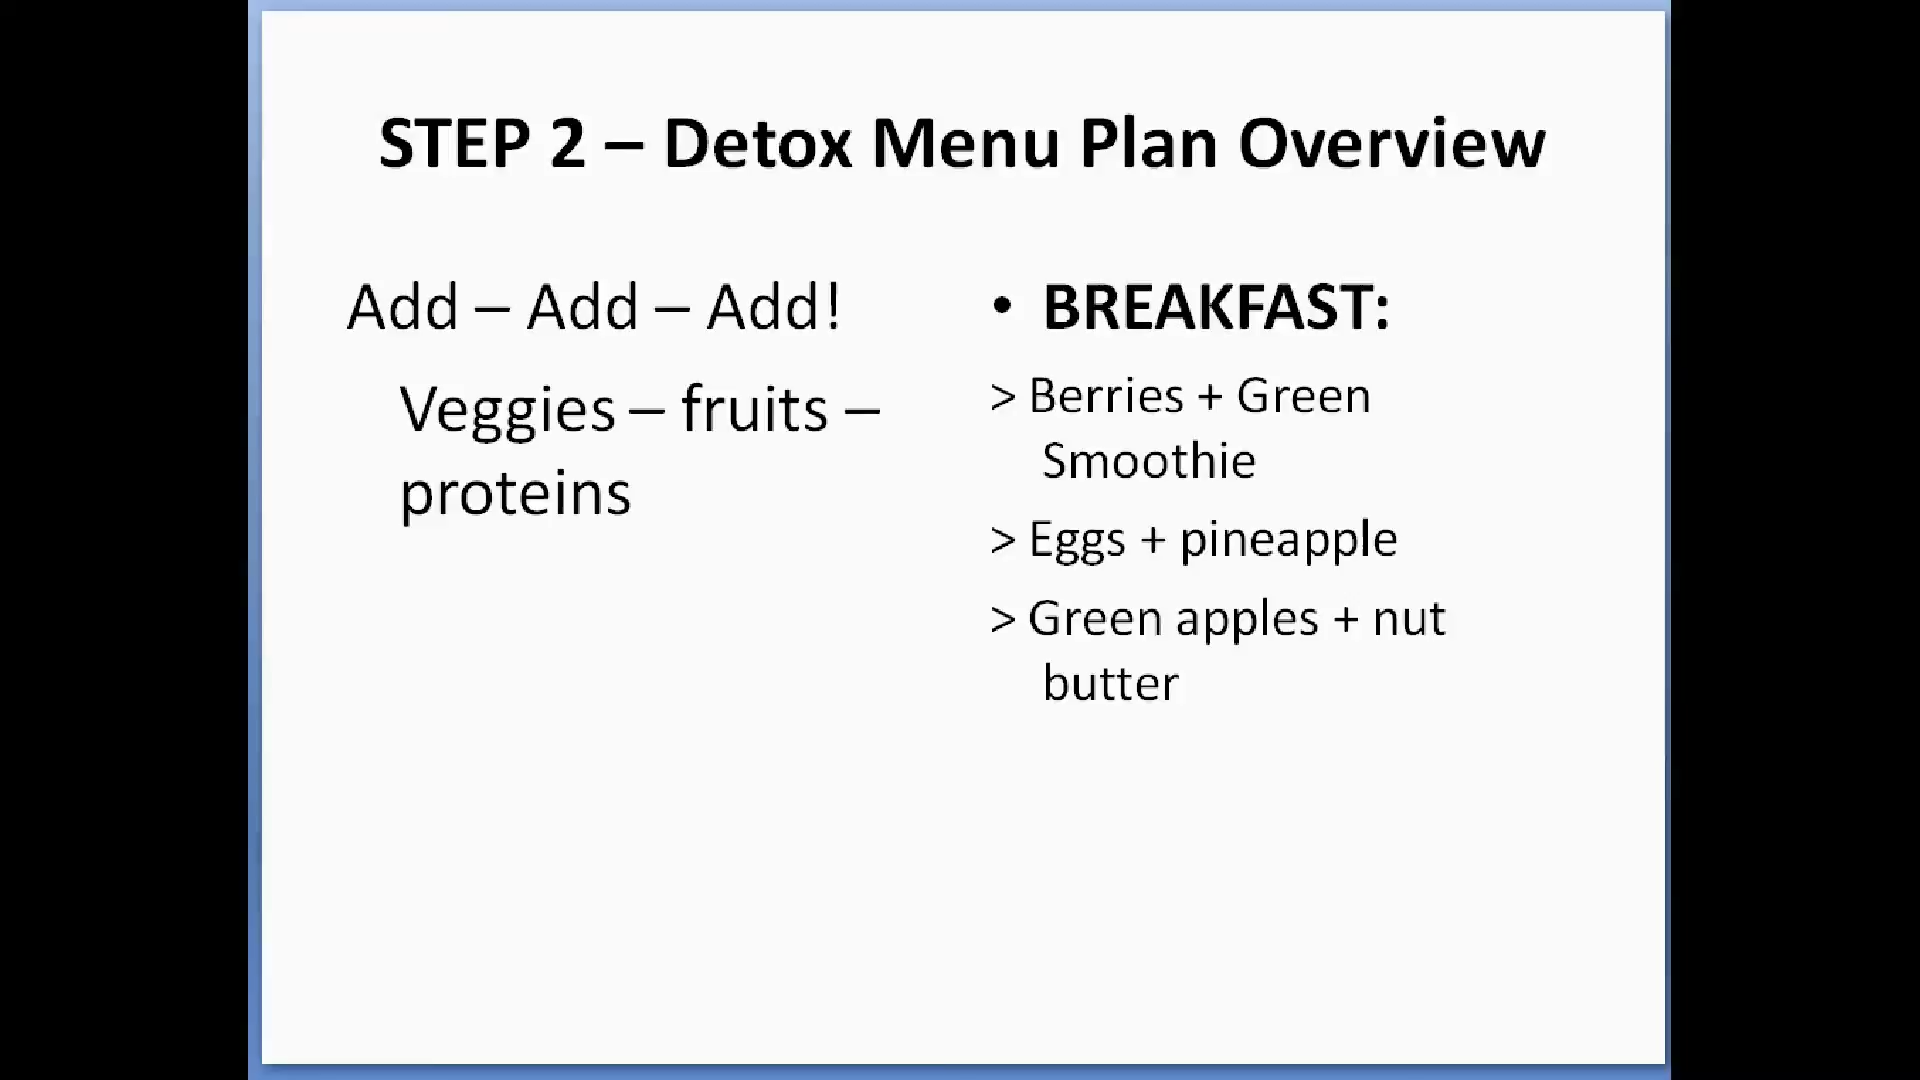 STEP 2 – Detox Menu Plan Overview
Add – Add – Add!
Veggies – fruits –
proteins
• BREAKFAST:
> Berries + Green
Smoothie
> Eggs + pineapple
> Green apples + nut
butter